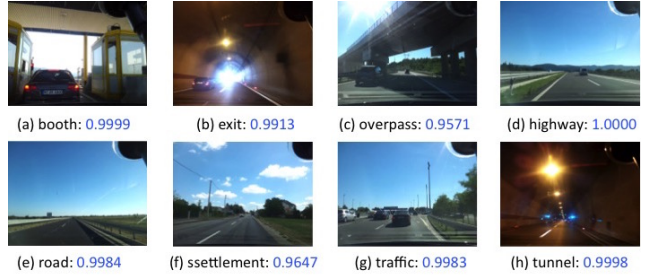 (a) booth: 0.9999
(b) exit: 0.9913
(c) overpass: 0.9571
(d) highway: 1.0000
(e) road: 0.9984
(f) ssettlement: 0.9647
(g) traffic: 0.9983
(h) tunnel: 0.9998